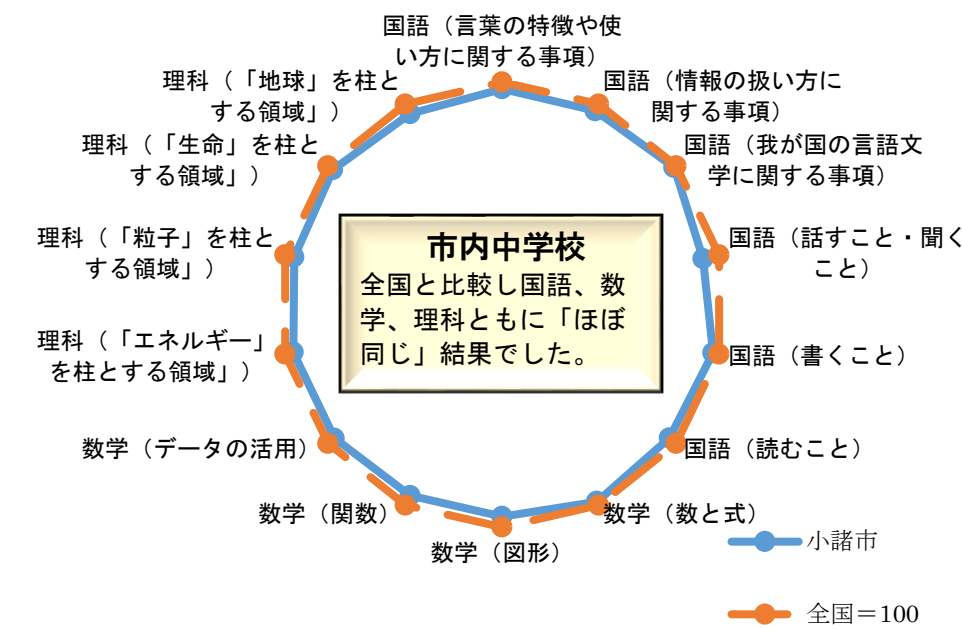 国語（言葉の特徴や使
い方に関する事項）
国語（情報の扱い方に
関する事項）
国語（我が国の言語文
学に関する事項）
国語（話すこと・聞く
こと）
国語（書くこと）
国語（読むこと）
数学（数と式）
数学（図形）
数学（関数）
数学（データの活用）
理科（「エネルギー」
を柱とする領域」）
理科（「粒子」を柱と
する領域」）
理科（「生命」を柱と
する領域」）
理科（「地球」を柱と
する領域」）
市内中学校
全国と比較し国語、数
学、理科ともに「ほぼ
同じ」結果でした。
小諸市
全国＝100